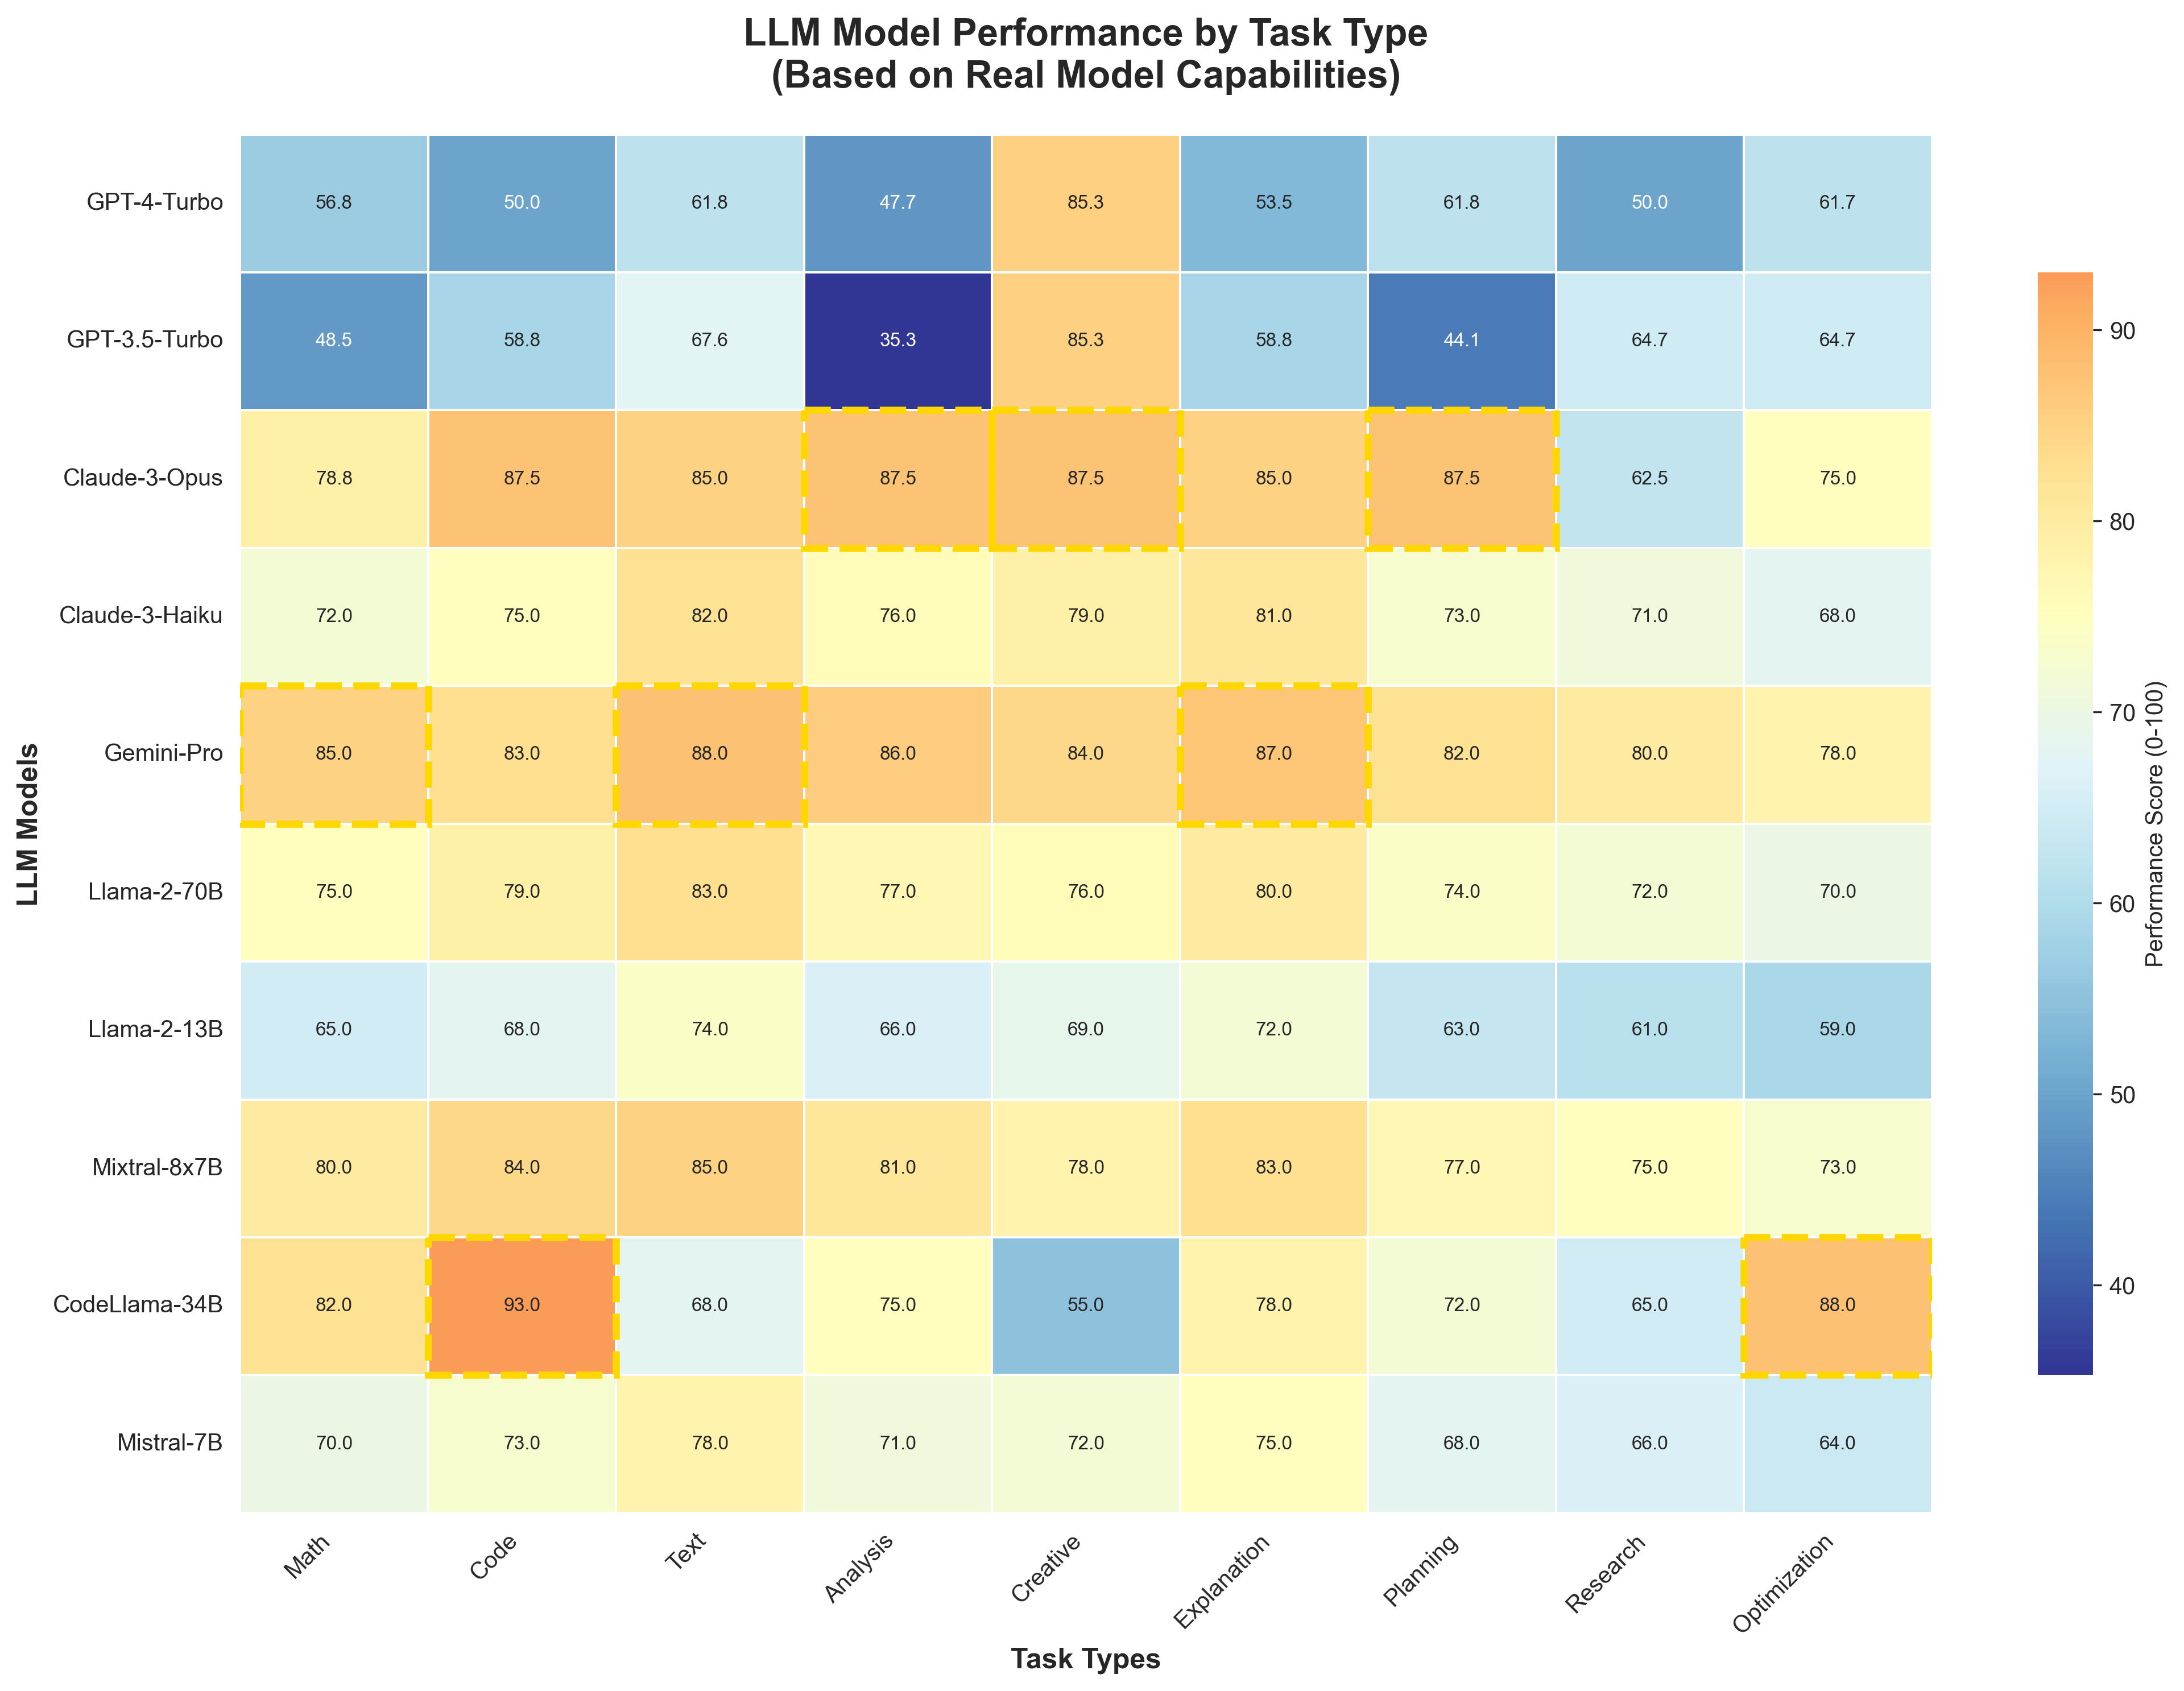 LLM Model Performance by Task Type
(Based on Real Model Capabilities)
LLM Models
GPT-4-Turbo 56.8 50.0 61.8 47.7 85.3 53.5 61.8 50.0 61.7
GPT-3.5-Turbo 48.5 58.8 67.6 35.3 85.3 58.8 44.1 64.7 64.7
Claude-3-Opus 78.8 87.5 85.0 87.5 87.5 85.0 87.5 62.5 75.0
Claude-3-Haiku 72.0 75.0 82.0 76.0 79.0 81.0 73.0 71.0 68.0
Gemini-Pro 85.0 83.0 88.0 86.0 84.0 87.0 82.0 80.0 78.0
Llama-2-70B 75.0 79.0 83.0 77.0 76.0 80.0 74.0 72.0 70.0
Llama-2-13B 65.0 68.0 74.0 66.0 69.0 72.0 63.0 61.0 59.0
Mixtral-8x7B 80.0 84.0 85.0 81.0 78.0 83.0 77.0 75.0 73.0
CodeLlama-34B 82.0 93.0 68.0 75.0 55.0 78.0 72.0 65.0 88.0
Mistral-7B 70.0 73.0 78.0 71.0 72.0 75.0 68.0 66.0 64.0
Math Code Text Analysis Creative Explanation Planning Research Optimization
Task Types
90
80
70
60
50
40
Performance Score (0-100)